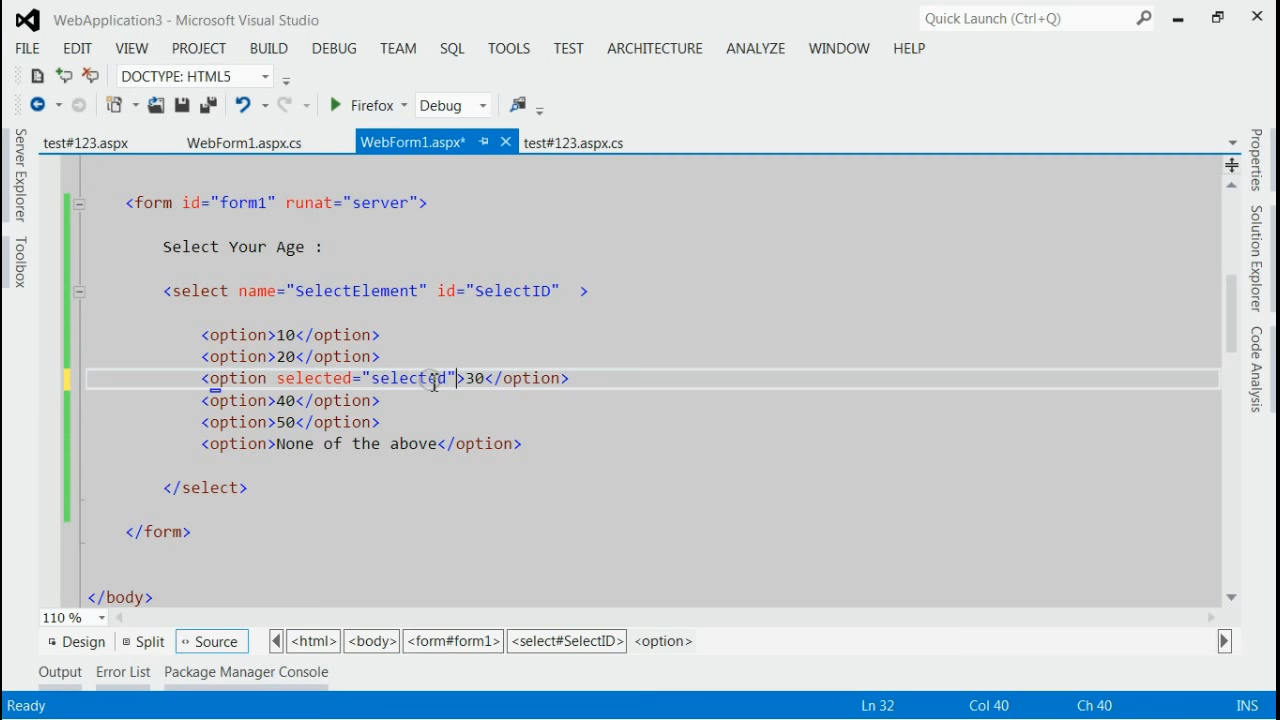 WebApplication3 - Microsoft Visual Studio
Quick Launch (Ctrl+Q)
FILE EDIT VIEW PROJECT BUILD DEBUG TEAM SQL TOOLS TEST ARCHITECTURE ANALYZE WINDOW HELP
DOCTYPE: HTML5
Firefox Debug
test#123.aspx WebForm1.aspx.cs WebForm1.aspx* test#123.aspx.cs
Server Explorer
Toolbox
Properties
Solution Explorer
Code Analysis
<form id="form1" runat="server">
Select Your Age :
<select name="SelectElement" id="SelectID" >
<option>10</option>
<option>20</option>
<option selected="selected">30</option>
<option>40</option>
<option>50</option>
<option>None of the above</option>
</select>
</form>
</body>
110 %
Design Split Source <html> <body> <form#form1> <select#SelectID> <option>
Output Error List Package Manager Console
Ready Ln 32 Col 40 Ch 40 INS